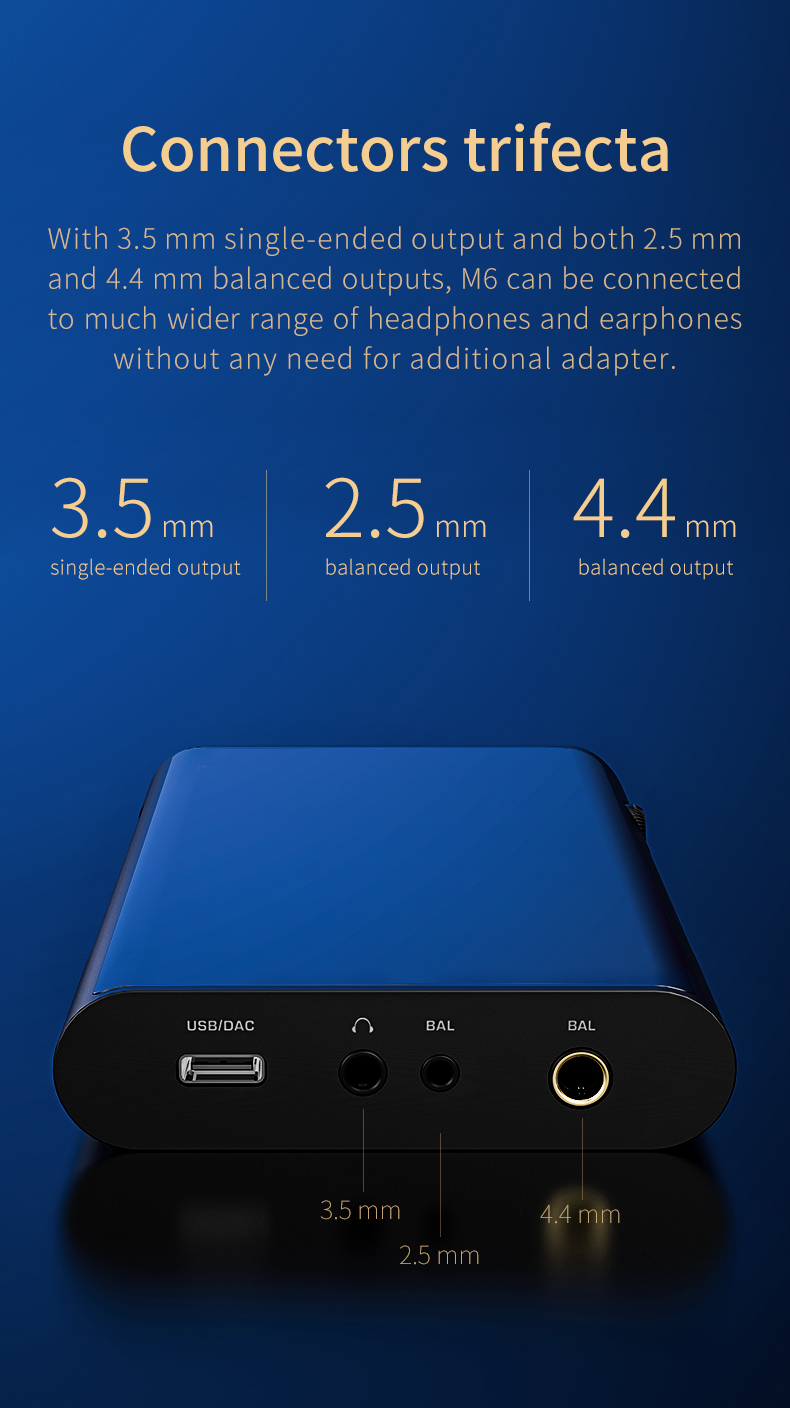 Connectors trifecta
With 3.5 mm single-ended output and both 2.5 mm
and 4.4 mm balanced outputs, M6 can be connected
to much wider range of headphones and earphones
without any need for additional adapter.
3.5 mm
single-ended output
2.5 mm
balanced output
4.4 mm
balanced output
USB/DAC
BAL
BAL
3.5 mm
2.5 mm
4.4 mm